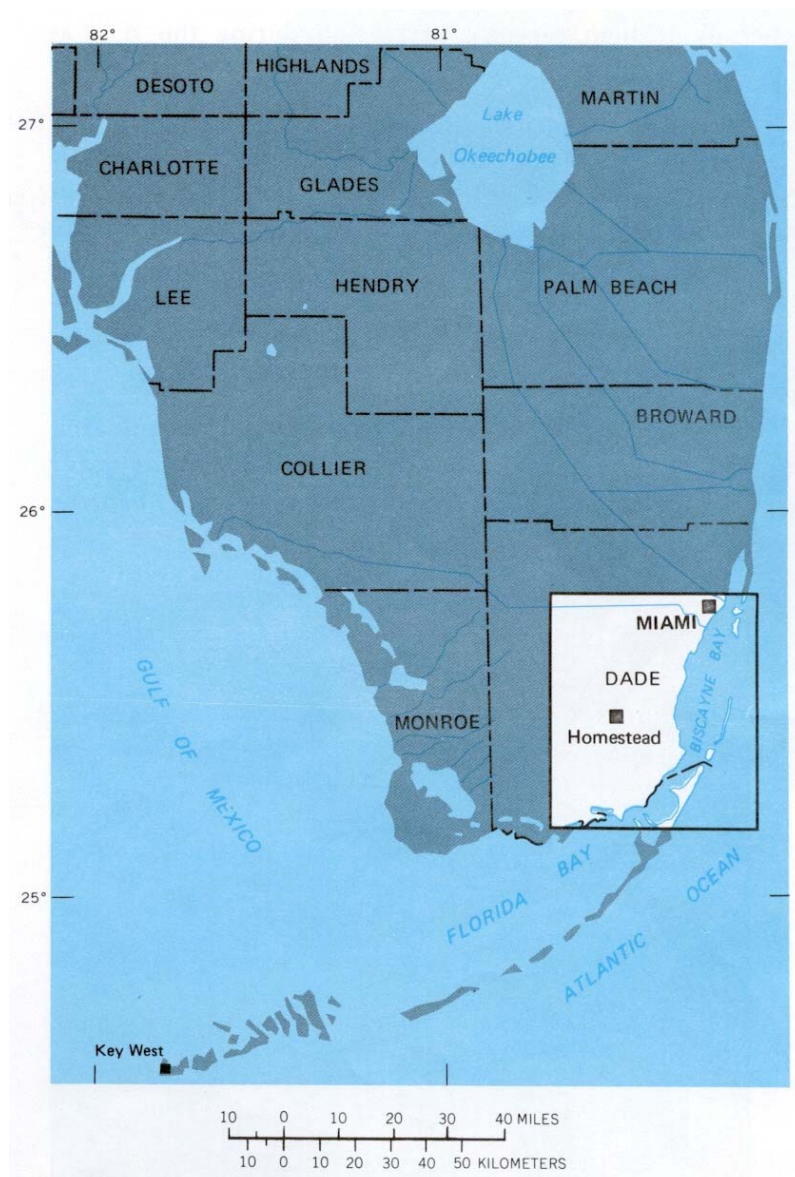 82°
81°
HIGHLANDS
DESOTO
MARTIN
Lake
27°
Okeechobee
CHARLOTTE
GLADES
HENDRY
PALM BEACH
LEE
BROWARD
COLLIER
26°
MIAMI
BISCAYNE BAY
DADE
GULF OF MEXICO
MONROE
Homestead
25°
FLORIDA BAY
ATLANTIC OCEAN
Key West
10 0 10 20 30 40 MILES
10 0 10 20 30 40 50 KILOMETERS